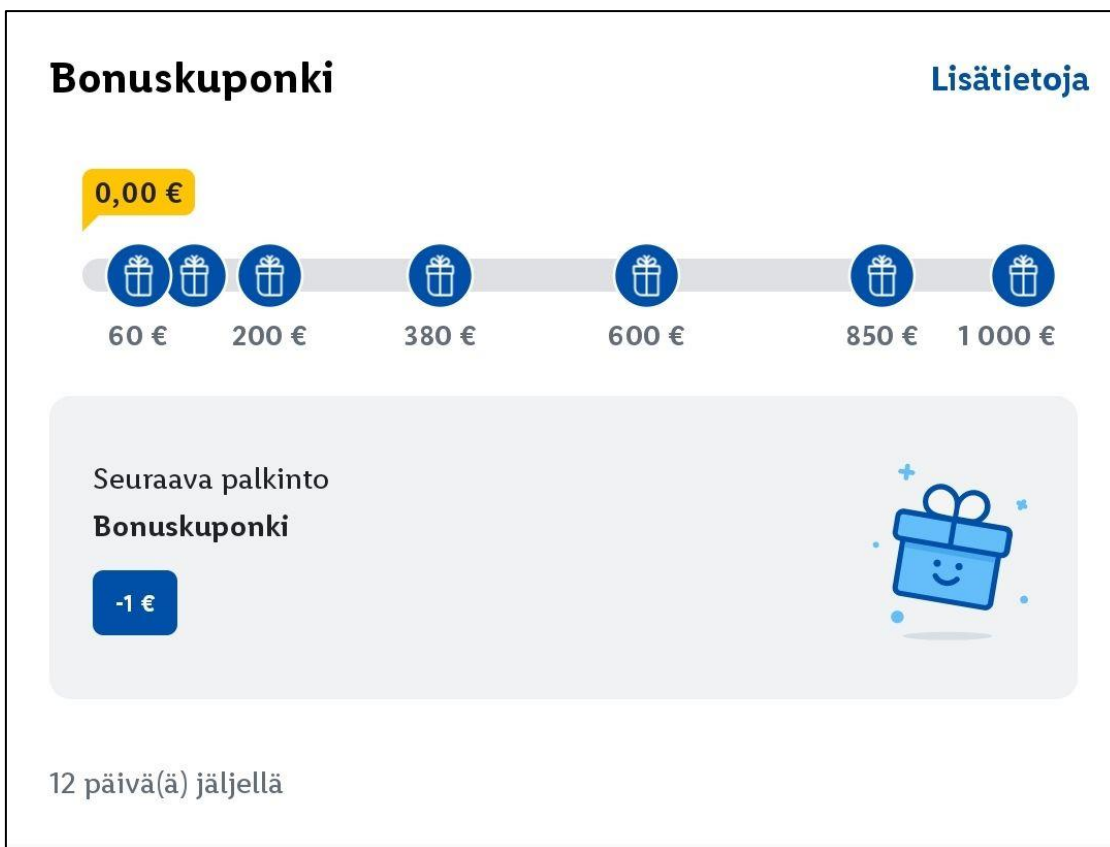 Bonuskuponki
Lisätietoja
0,00 €
60 € 200 € 380 € 600 € 850 € 1 000 €
Seuraava palkinto
Bonuskuponki
-1 €
12 päivä(ä) jäljellä